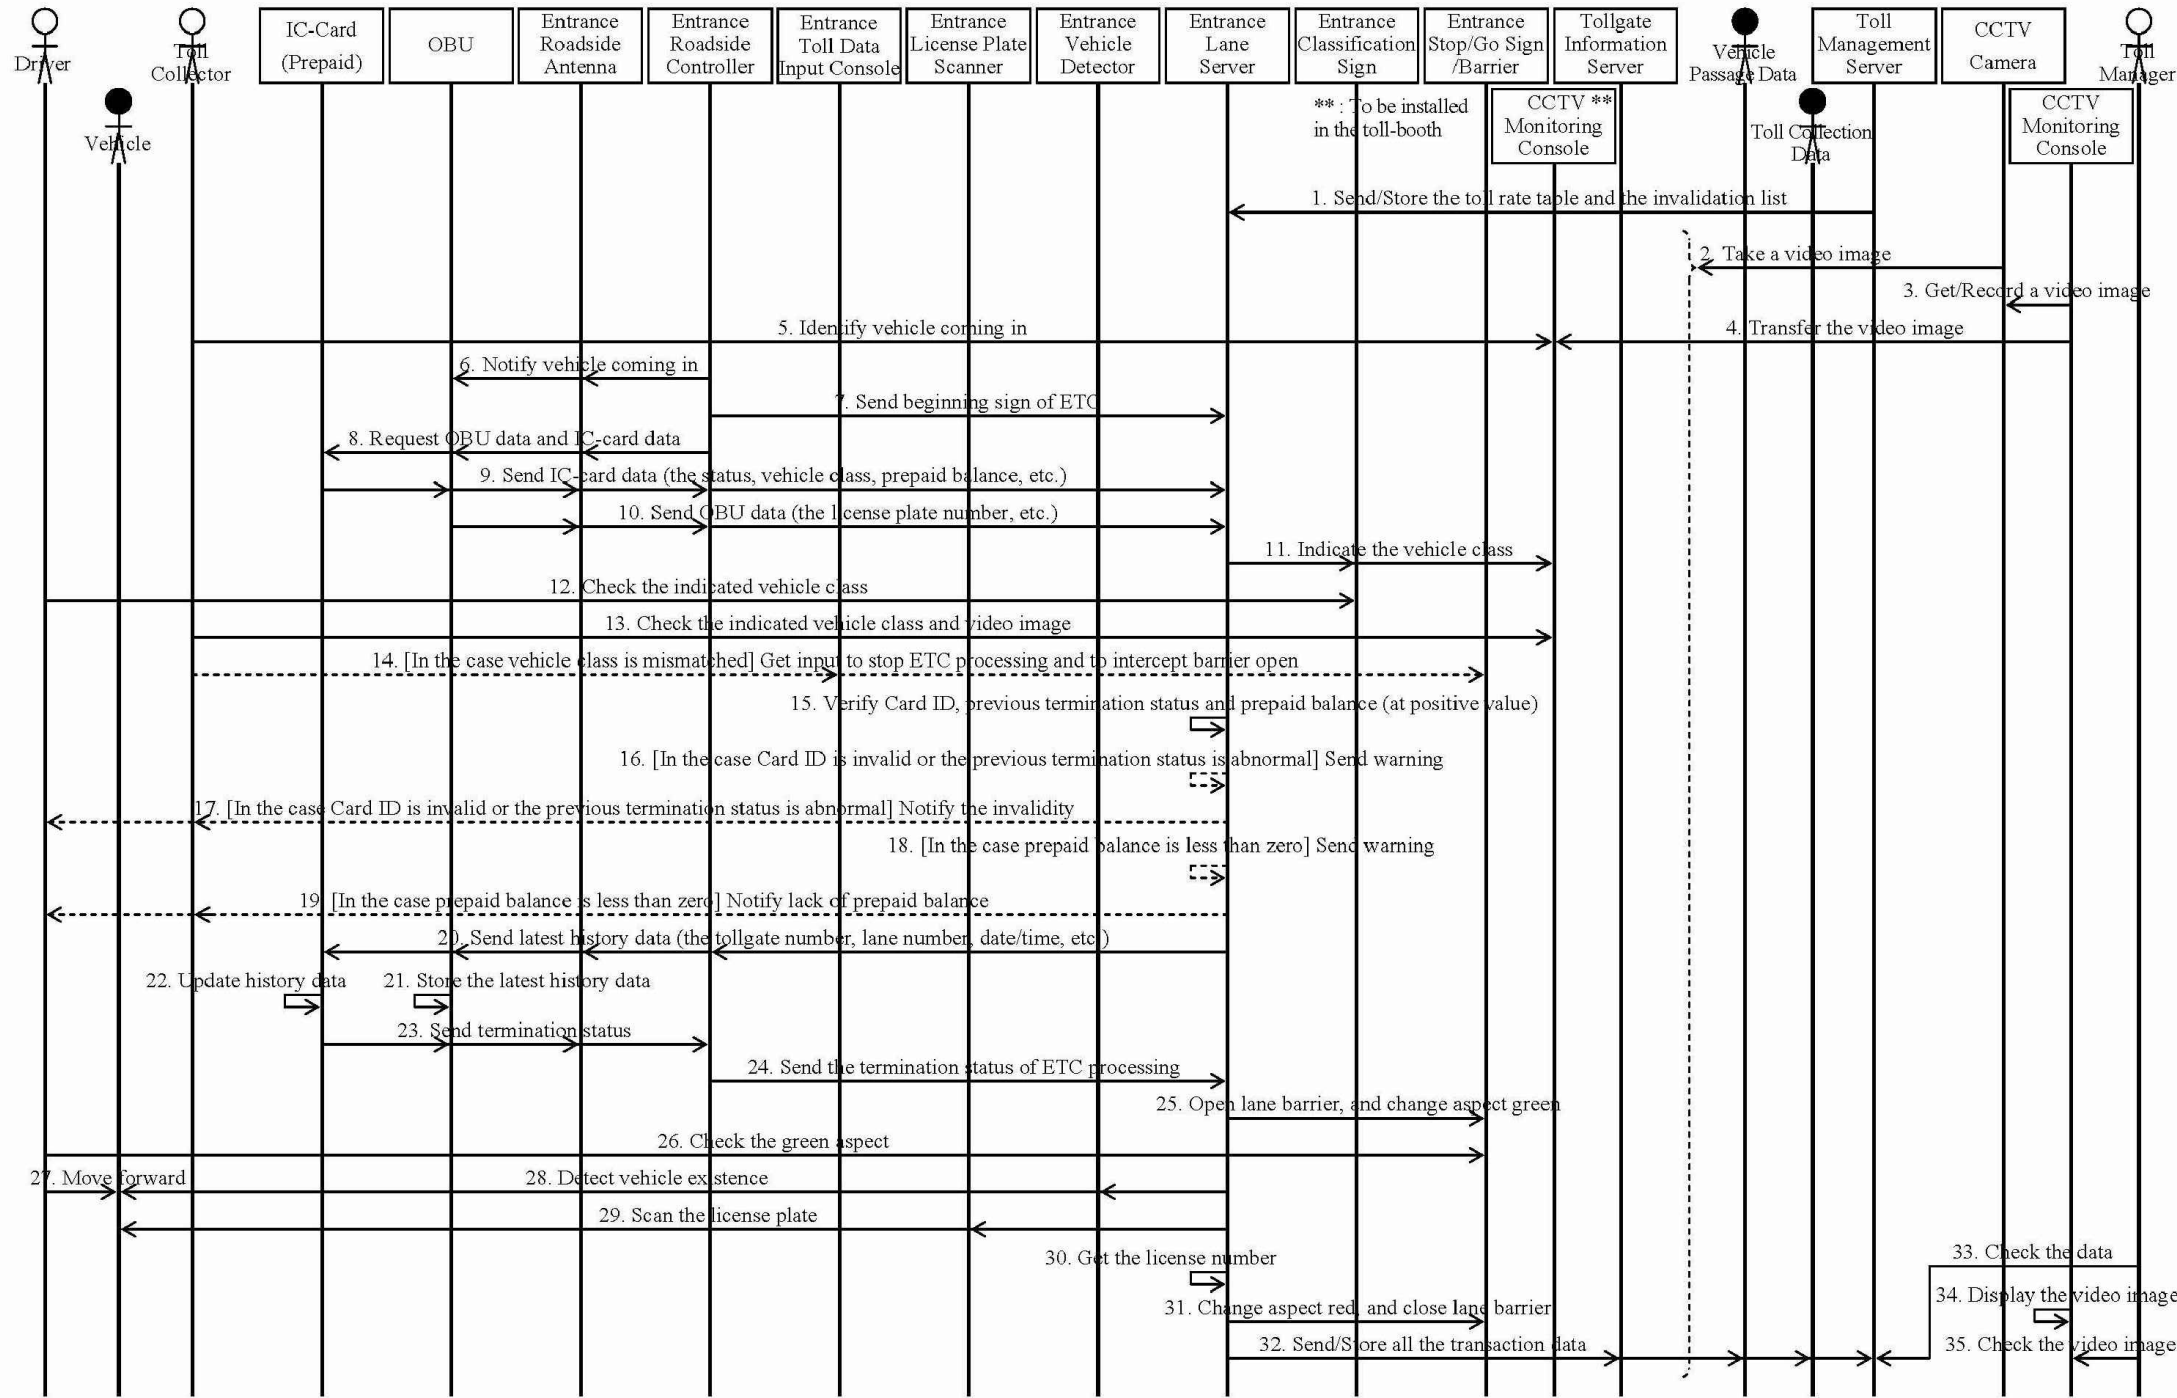 Driver
Toll
Collector
IC-Card
(Prepaid)
OBU
Entrance
Roadside
Antenna
Entrance
Roadside
Controller
Entrance
Toll Data
Input Console
Entrance
License Plate
Scanner
Entrance
Vehicle
Detector
Entrance
Lane
Server
Entrance
Classification
Sign
Entrance
Stop/Go Sign
/Barrier
Tollgate
Information
Server
Vehicle
Passage Data
Toll
Management
Server
CCTV
Camera
Toll
Manager
Vehicle
** : To be installed
in the toll-booth
CCTV **
Monitoring
Console
Toll Collection
Data
CCTV
Monitoring
Console
1. Send/Store the toll rate table and the invalidation list
2. Take a video image
3. Get/Record a video image
5. Identify vehicle coming in
4. Transfer the video image
6. Notify vehicle coming in
7. Send beginning sign of ETC
8. Request OBU data and IC-card data
9. Send IC-card data (the status, vehicle class, prepaid balance, etc.)
10. Send OBU data (the license plate number, etc.)
11. Indicate the vehicle class
12. Check the indicated vehicle class
13. Check the indicated vehicle class and video image
14. [In the case vehicle class is mismatched] Get input to stop ETC processing and to intercept barrier open
15. Verify Card ID, previous termination status and prepaid balance (at positive value)
16. [In the case Card ID is invalid or the previous termination status is abnormal] Send warning
17. [In the case Card ID is invalid or the previous termination status is abnormal] Notify the invalidity
18. [In the case prepaid balance is less than zero] Send warning
19. [In the case prepaid balance is less than zero] Notify lack of prepaid balance
20. Send latest history data (the tollgate number, lane number, date/time, etc.)
22. Update history data
21. Store the latest history data
23. Send termination status
24. Send the termination status of ETC processing
25. Open lane barrier, and change aspect green
26. Check the green aspect
27. Move forward
28. Detect vehicle existence
29. Scan the license plate
30. Get the license number
33. Check the data
34. Display the video image
31. Change aspect red, and close lane barrier
32. Send/Store all the transaction data
35. Check the video image